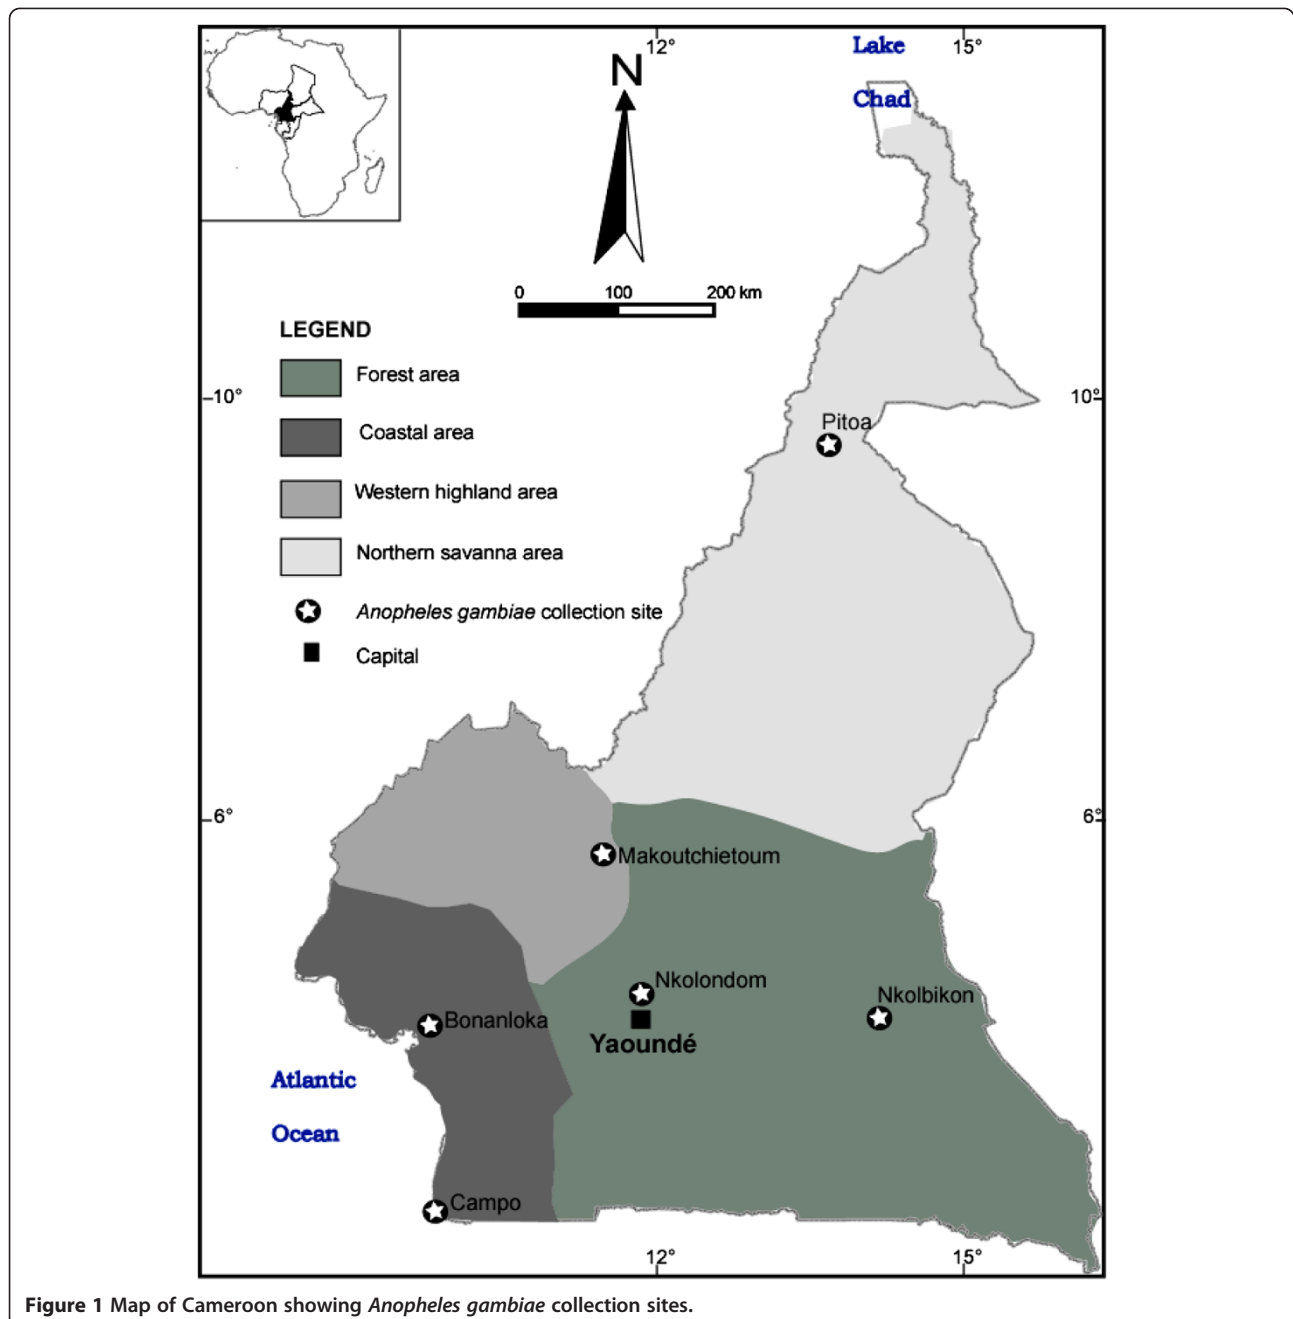 12°
15°
Lake
Chad
N
0 100 200 km
LEGEND
Forest area
Coastal area
Western highland area
Northern savanna area
Anopheles gambiae collection site
Capital
10°
10°
Pitoa
6°
6°
Makoutchietoum
Nkolondom
Nkolbikon
Bonanloka
Yaoundé
Atlantic
Ocean
Campo
12°
15°
Figure 1 Map of Cameroon showing Anopheles gambiae collection sites.